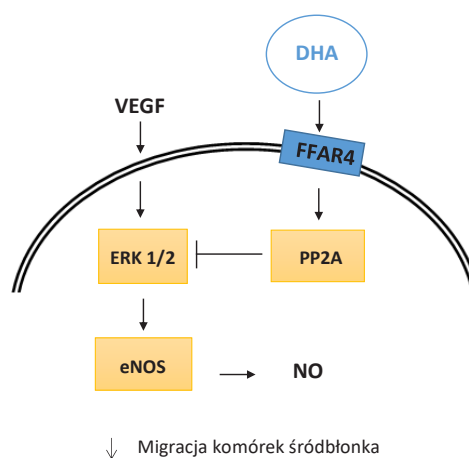 DHA
VEGF
FFAR4
ERK 1/2
PP2A
eNOS
NO
↓ Migracja komórek śródbłonka